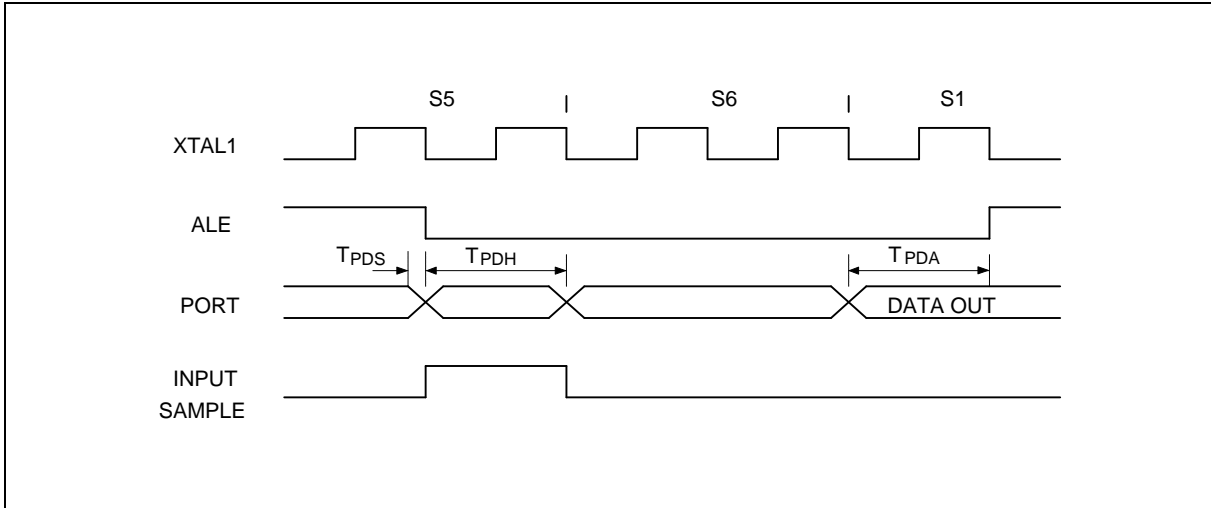 S5 | S6 | S1
XTAL1
ALE
TPDS TPDH TPDA
PORT DATA OUT
INPUT
SAMPLE